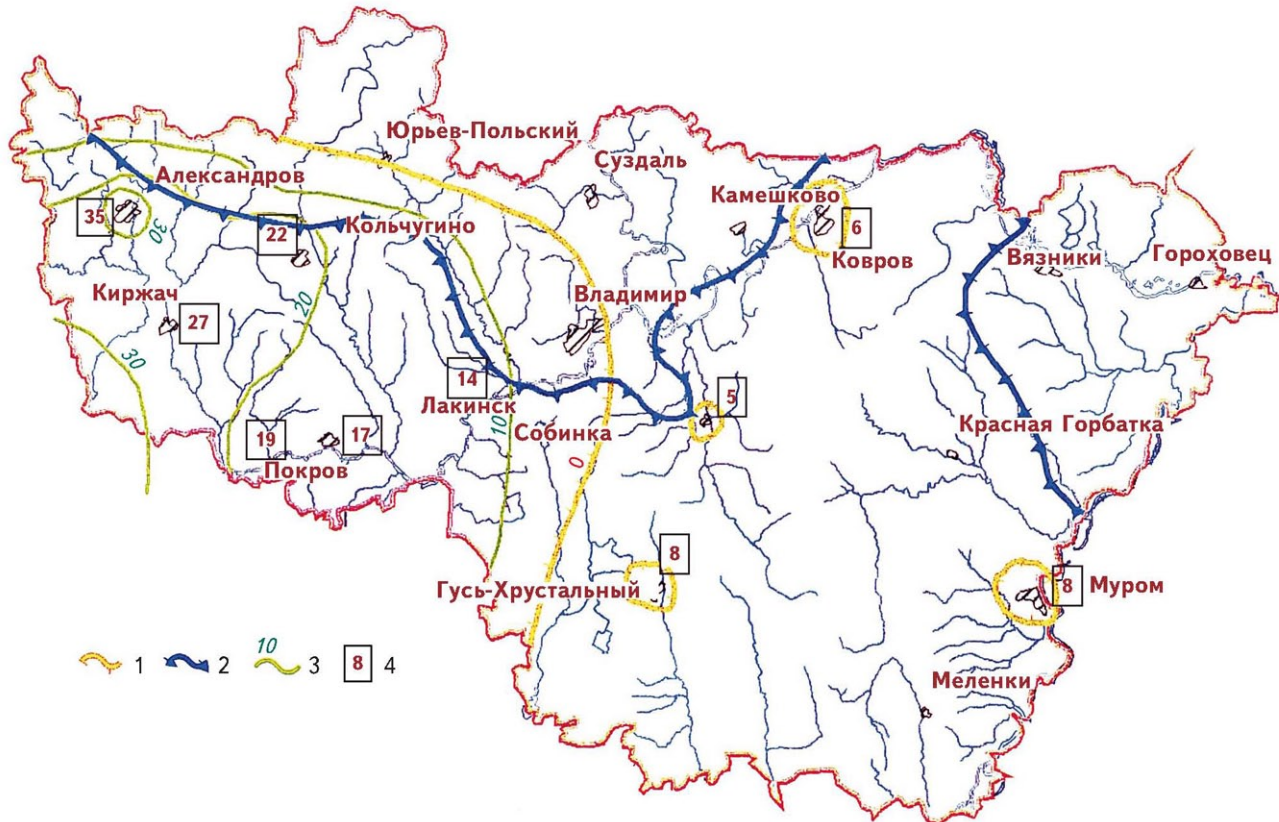 Юрьев-Польский
Суздаль
Александров
Камешково
35
30
22
Кольчугино
6
Ковров
Вязники
Гороховец
Киржач
27
20
Владимир
30
14
Лакинск
10
5
19
17
Собинка
Красная Горбатка
Покров
0
8
Гусь-Хрустальный
8
Муром
10
1
2
3
8
4
Меленки